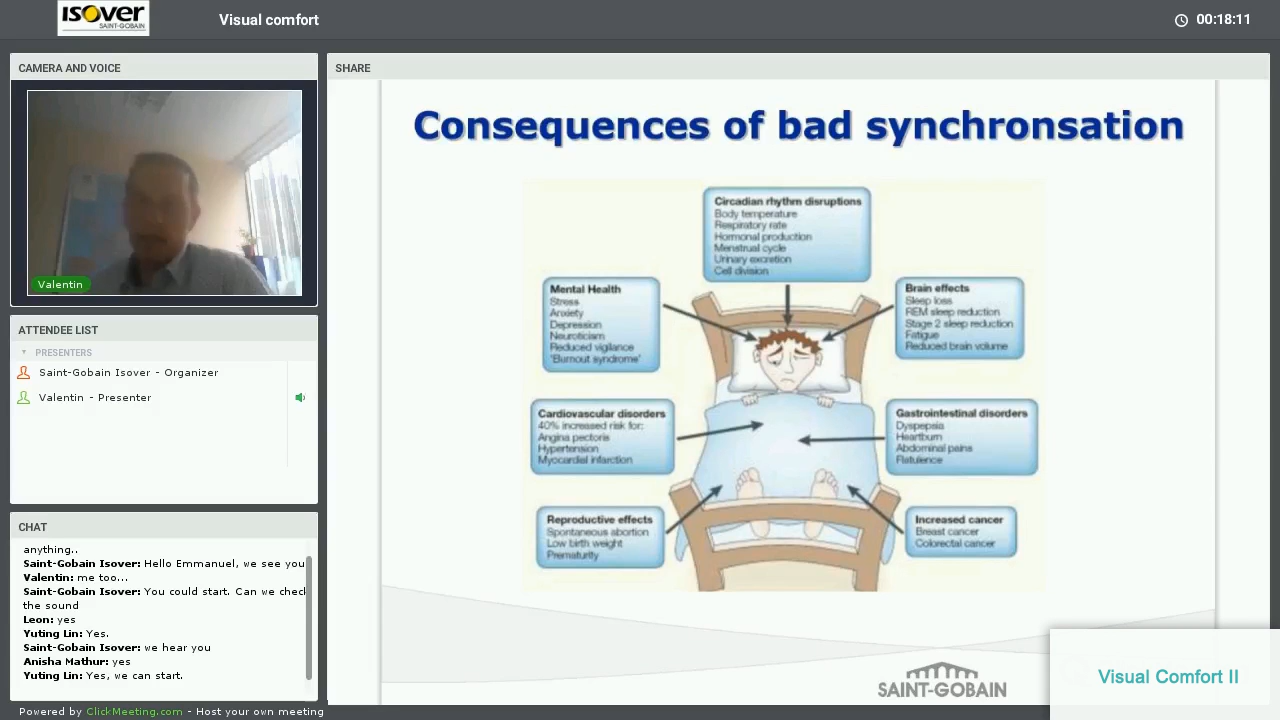 isover
SAINT-GOBAIN
Visual comfort
00:18:11
CAMERA AND VOICE
Valentin
ATTENDEE LIST
PRESENTERS
Saint-Gobain Isover - Organizer
Valentin - Presenter
CHAT
anything..
Saint-Gobain Isover: Hello Emmanuel, we see you
Valentin: me too...
Saint-Gobain Isover: You could start. Can we check
the sound
Leon: yes
Yuting Lin: Yes.
Saint-Gobain Isover: we hear you
Anisha Mathur: yes
Yuting Lin: Yes, we can start.
Powered by ClickMeeting.com - Host your own meeting
SHARE
Consequences of bad synchronsation
Circadian rhythm disruptions
Body temperature
Respiratory rate
Hormonal production
Menstrual cycle
Urinary excretion
Cell division
Mental Health
Stress
Anxiety
Depression
Neuroticism
Reduced vigilance
'Burnout syndrome'
Brain effects
Sleep loss
REM sleep reduction
Stage 2 sleep reduction
Fatigue
Reduced brain volume
Cardiovascular disorders
40% increased risk for:
Angina pectoris
Hypertension
Myocardial infarction
Gastrointestinal disorders
Dyspepsia
Heartburn
Abdominal pains
Flatulence
Reproductive effects
Spontaneous abortion
Low birth weight
Prematurity
Increased cancer
Breast cancer
Colorectal cancer
SAINT-GOBAIN
Visual Comfort II